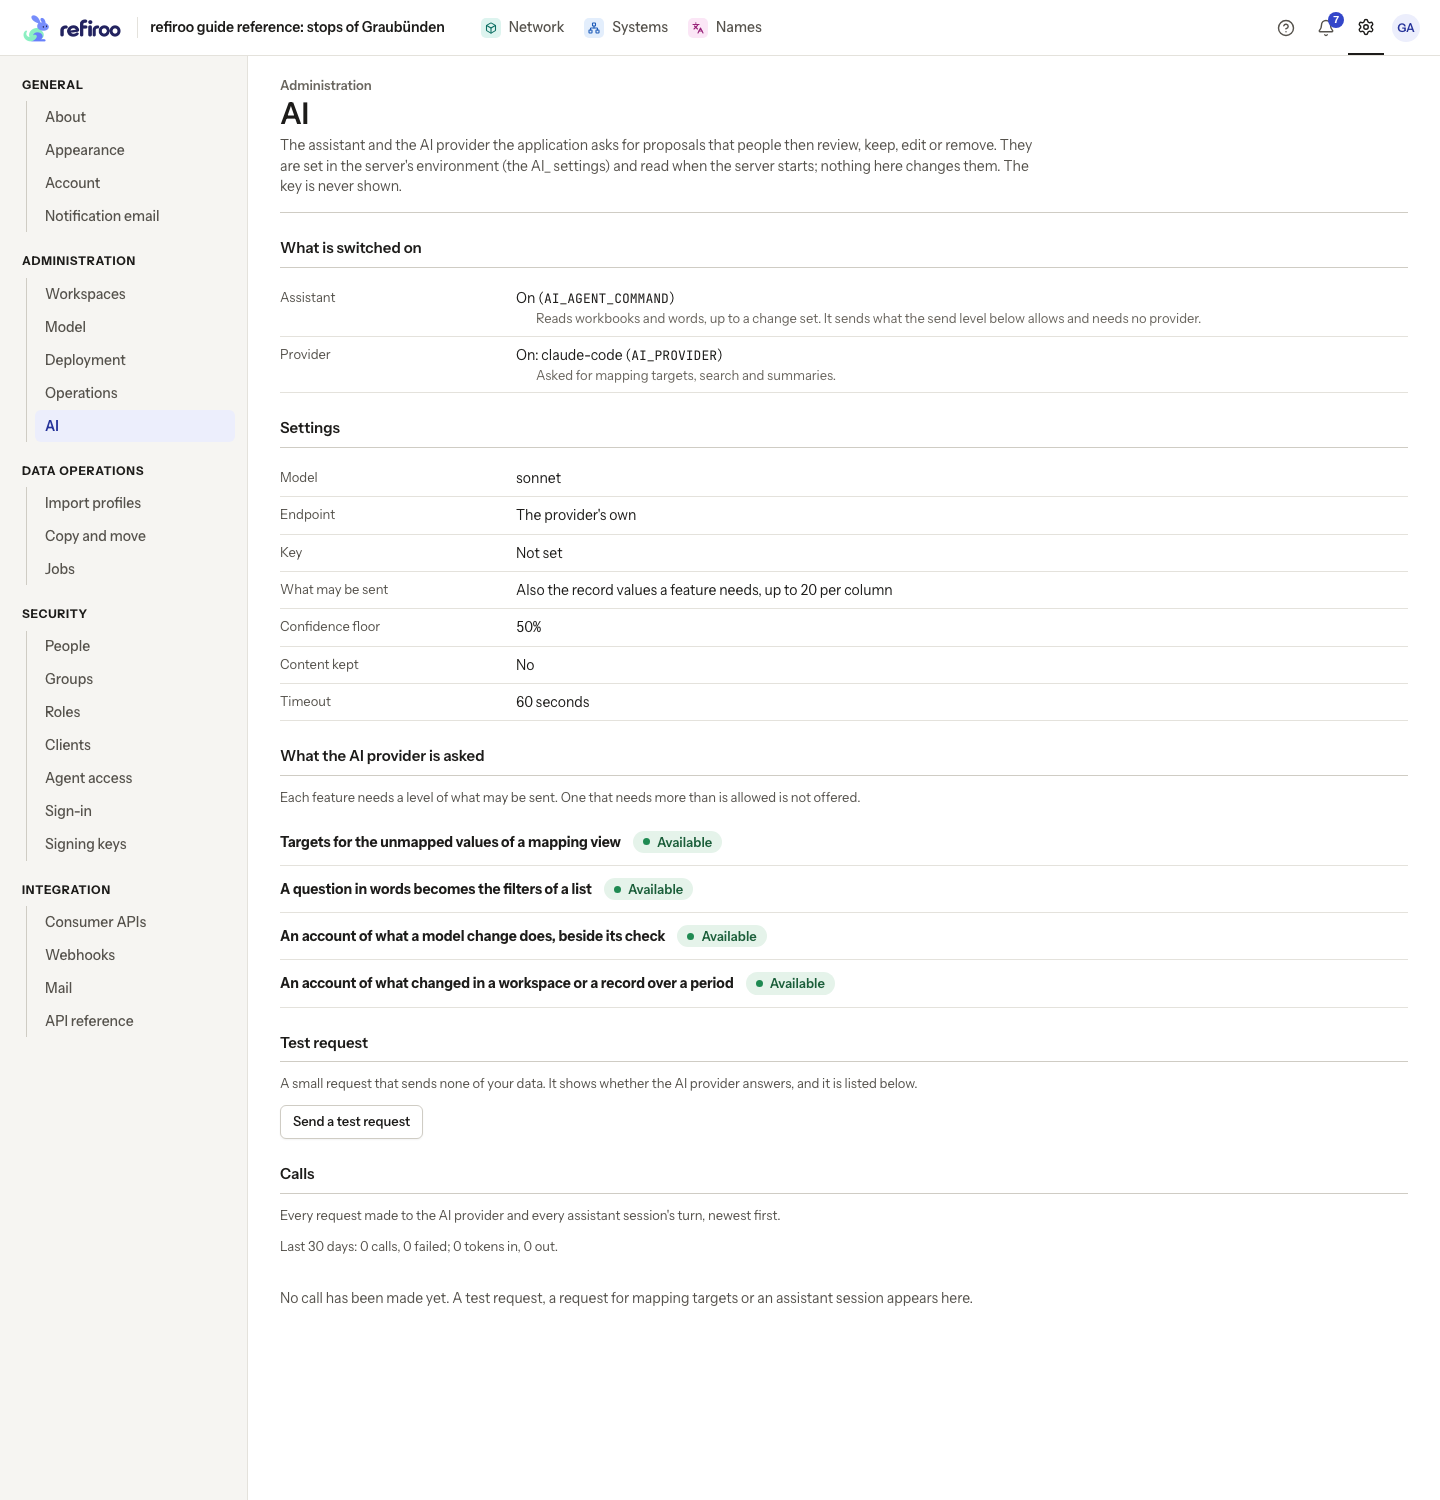 refiroo
refiroo guide reference: stops of Graubünden
Network
Systems
Names
7
GA
GENERAL
About
Appearance
Account
Notification email
ADMINISTRATION
Workspaces
Model
Deployment
Operations
AI
DATA OPERATIONS
Import profiles
Copy and move
Jobs
SECURITY
People
Groups
Roles
Clients
Agent access
Sign-in
Signing keys
INTEGRATION
Consumer APIs
Webhooks
Mail
API reference
Administration
AI
The assistant and the AI provider the application asks for proposals that people then review, keep, edit or remove. They
are set in the server's environment (the AI_ settings) and read when the server starts; nothing here changes them. The
key is never shown.
What is switched on
Assistant
On (AI_AGENT_COMMAND)
Reads workbooks and words, up to a change set. It sends what the send level below allows and needs no provider.
Provider
On: claude-code (AI_PROVIDER)
Asked for mapping targets, search and summaries.
Settings
Model
sonnet
Endpoint
The provider's own
Key
Not set
What may be sent
Also the record values a feature needs, up to 20 per column
Confidence floor
50%
Content kept
No
Timeout
60 seconds
What the AI provider is asked
Each feature needs a level of what may be sent. One that needs more than is allowed is not offered.
Targets for the unmapped values of a mapping view
Available
A question in words becomes the filters of a list
Available
An account of what a model change does, beside its check
Available
An account of what changed in a workspace or a record over a period
Available
Test request
A small request that sends none of your data. It shows whether the AI provider answers, and it is listed below.
Send a test request
Calls
Every request made to the AI provider and every assistant session's turn, newest first.
Last 30 days: 0 calls, 0 failed; 0 tokens in, 0 out.
No call has been made yet. A test request, a request for mapping targets or an assistant session appears here.